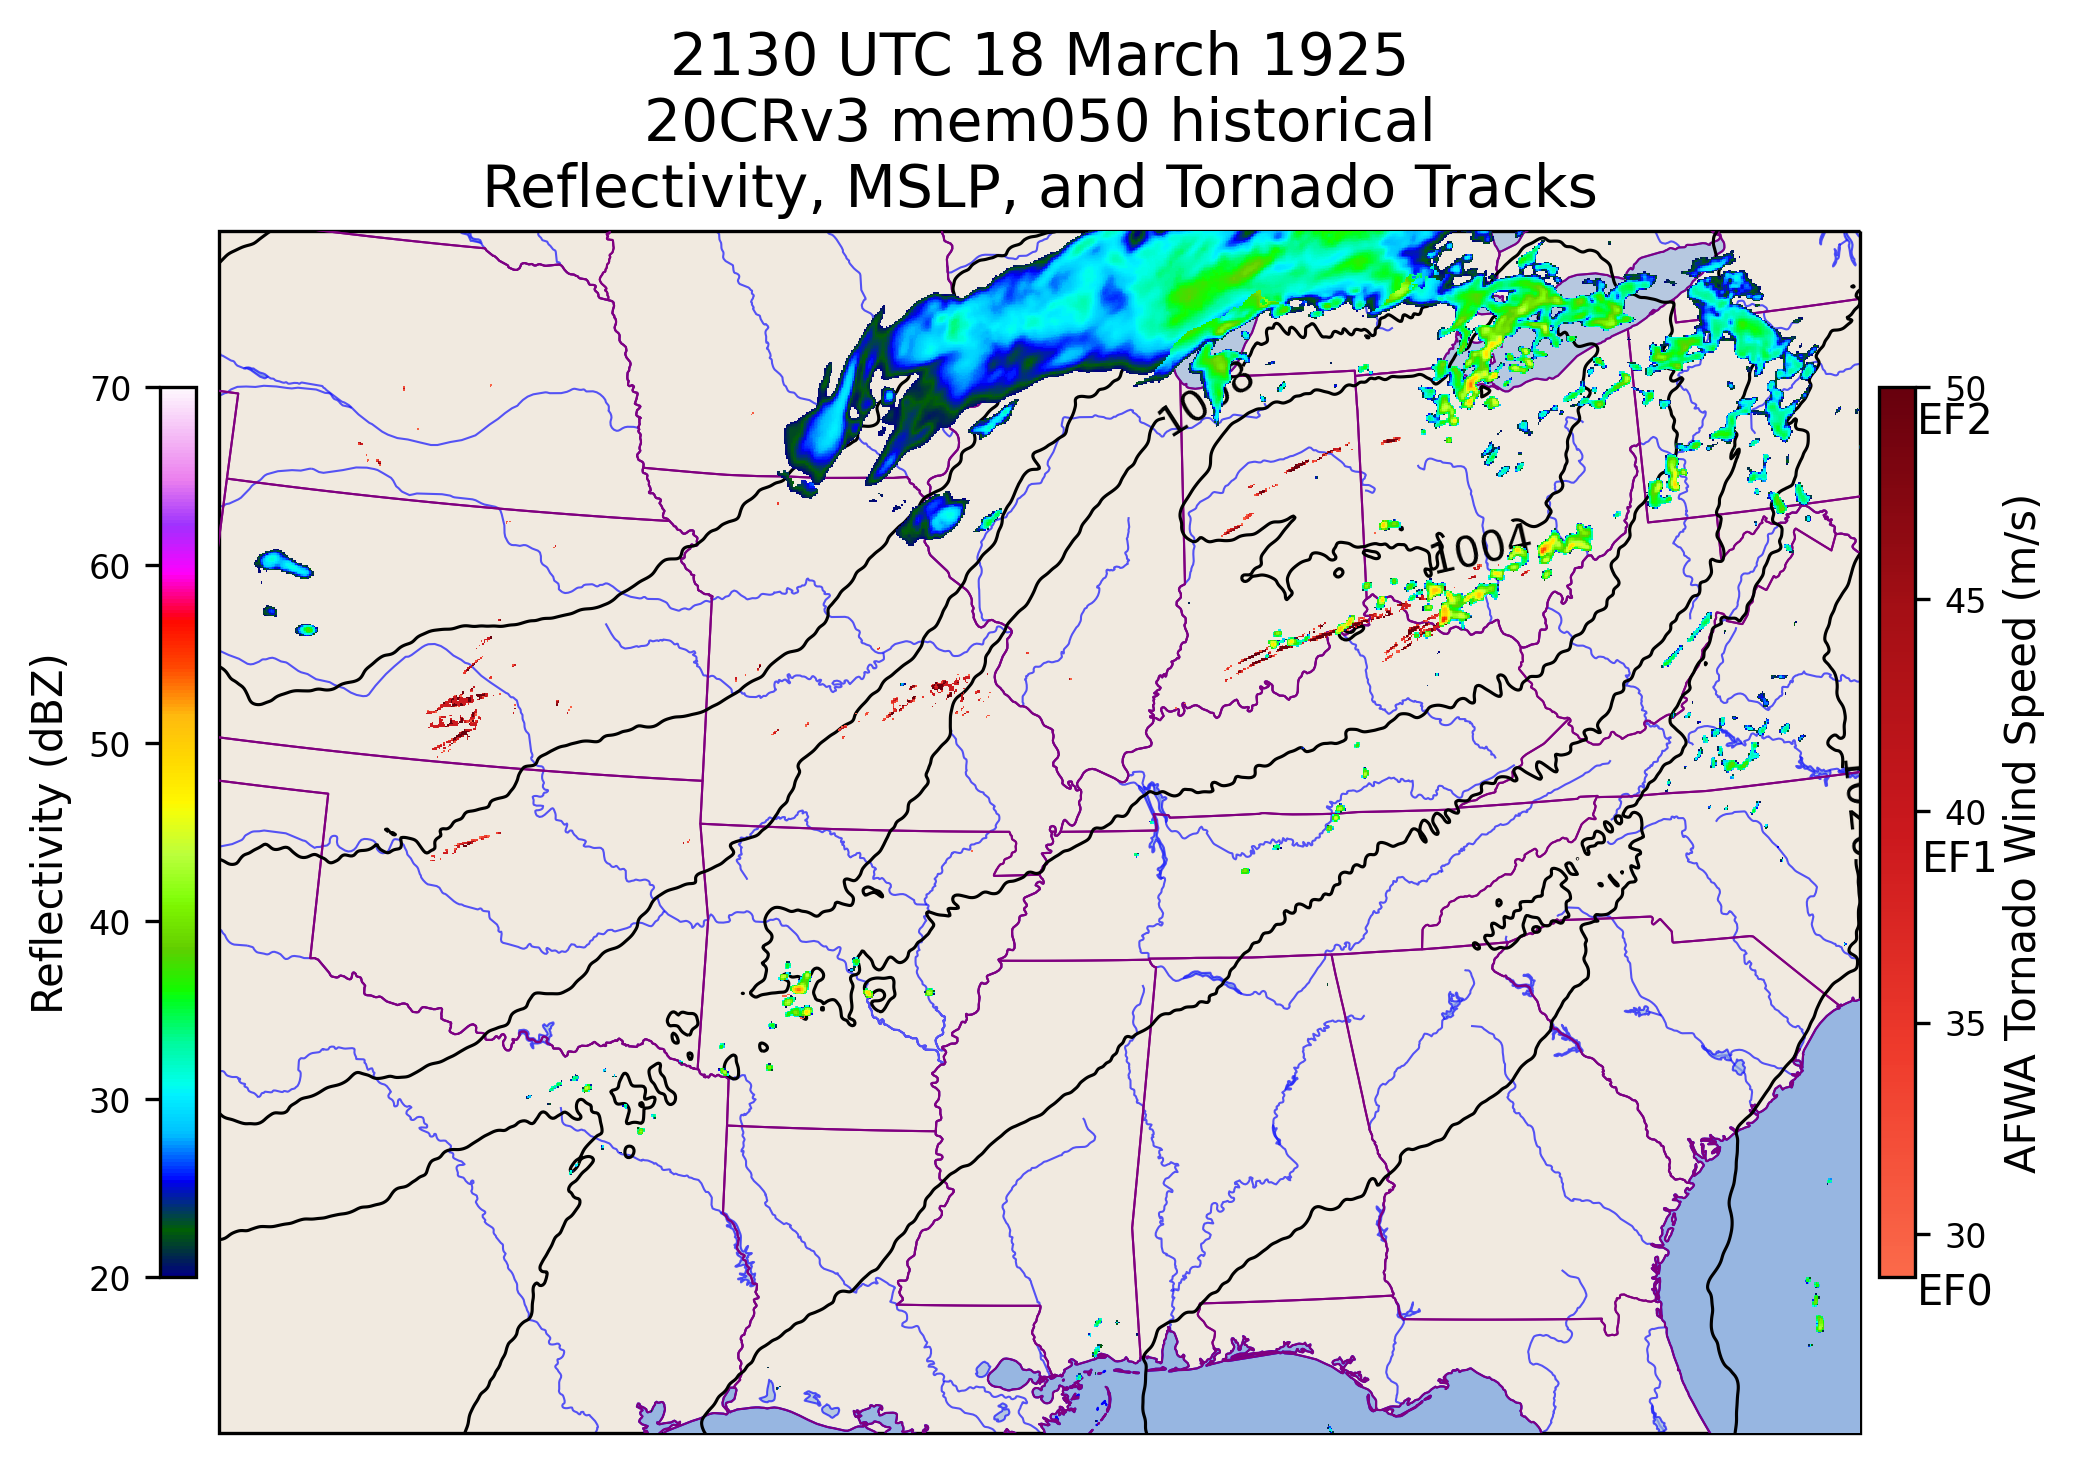 2130 UTC 18 March 1925
20CRv3 mem050 historical
Reflectivity, MSLP, and Tornado Tracks
1008
1004
70
60
50
40
30
20
Reflectivity (dBZ)
50
EF2
45
40
EF1
35
30
EF0
AFWA Tornado Wind Speed (m/s)